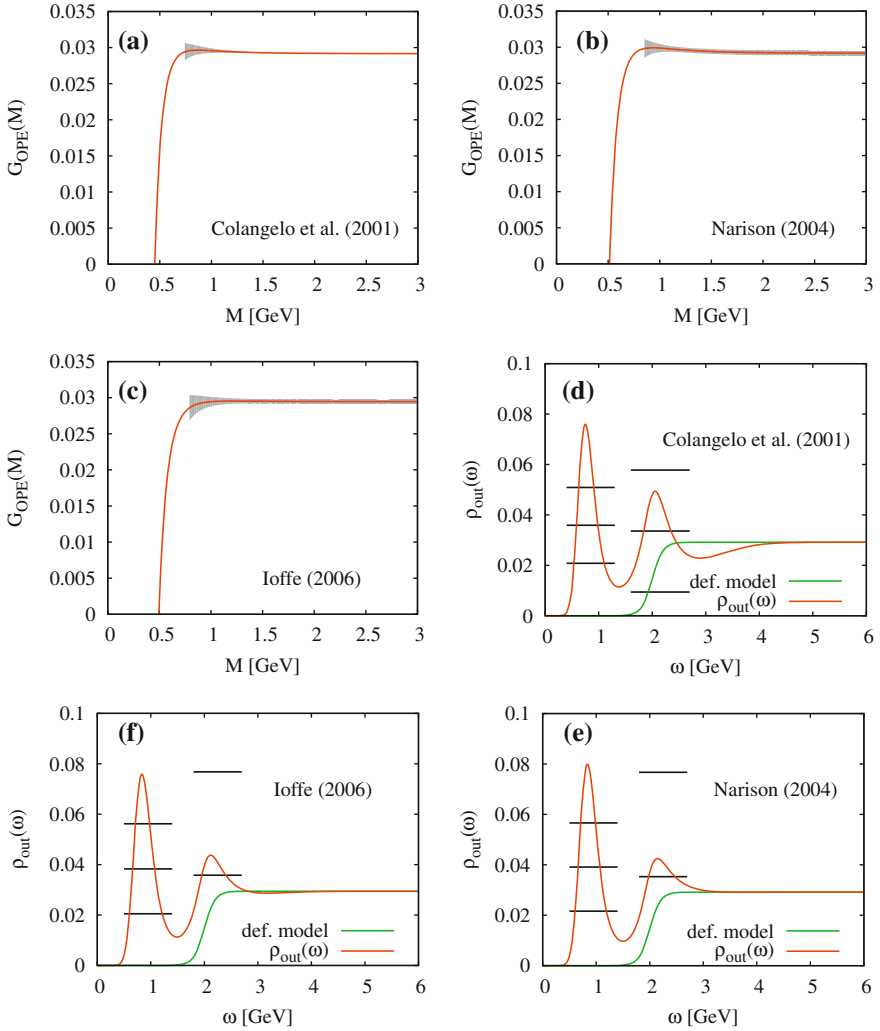 (a)
0.035
0.03
0.025
0.02
0.015
0.01
0.005
0
G_OPE(M)
Colangelo et al. (2001)
0 0.5 1 1.5 2 2.5 3
M [GeV]
(b)
0.035
0.03
0.025
0.02
0.015
0.01
0.005
0
G_OPE(M)
Narison (2004)
0 0.5 1 1.5 2 2.5 3
M [GeV]
(c)
0.035
0.03
0.025
0.02
0.015
0.01
0.005
0
G_OPE(M)
Ioffe (2006)
0 0.5 1 1.5 2 2.5 3
M [GeV]
(d)
0.1
0.08
0.06
0.04
0.02
0
ρ_out(ω)
Colangelo et al. (2001)
def. model
ρ_out(ω)
0 1 2 3 4 5 6
ω [GeV]
(f)
0.1
0.08
0.06
0.04
0.02
0
ρ_out(ω)
Ioffe (2006)
def. model
ρ_out(ω)
0 1 2 3 4 5 6
ω [GeV]
(e)
0.1
0.08
0.06
0.04
0.02
0
ρ_out(ω)
Narison (2004)
def. model
ρ_out(ω)
0 1 2 3 4 5 6
ω [GeV]